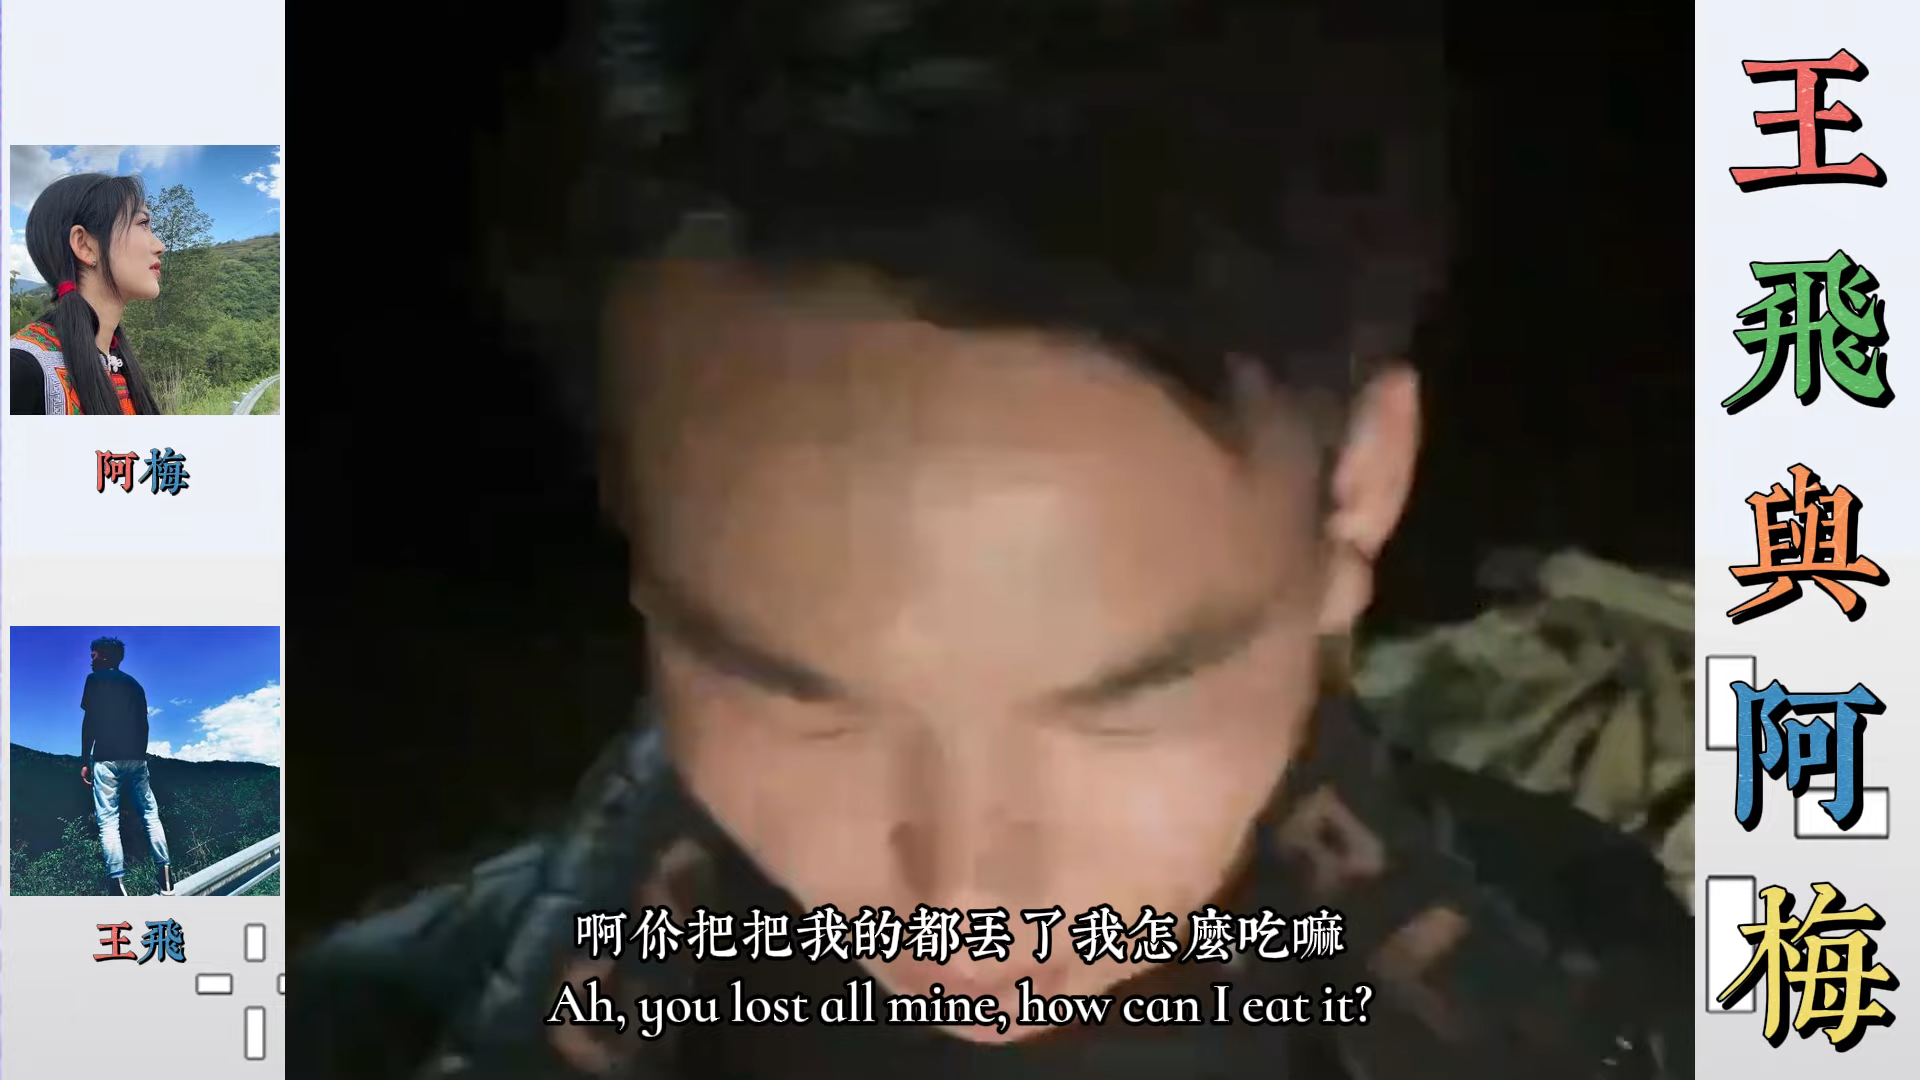 阿梅
王飛
啊你把把我的都丟了我怎麼吃嘛
Ah, you lost all mine, how can I eat it?
王飛與阿梅